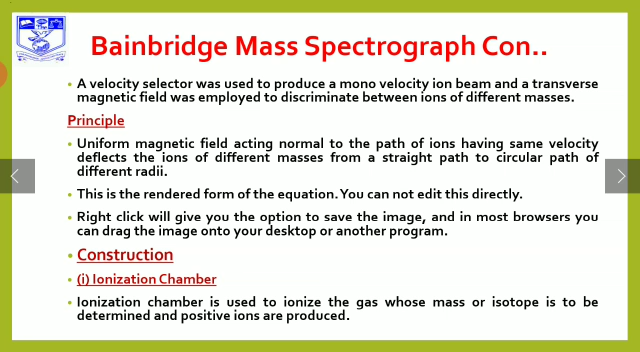 Bainbridge Mass Spectrograph Con..
• A velocity selector was used to produce a mono velocity ion beam and a transverse
magnetic field was employed to discriminate between ions of different masses.
Principle
• Uniform magnetic field acting normal to the path of ions having same velocity
deflects the ions of different masses from a straight path to circular path of
different radii.
• This is the rendered form of the equation. You can not edit this directly.
• Right click will give you the option to save the image, and in most browsers you
can drag the image onto your desktop or another program.
• Construction
• (i) Ionization Chamber
• Ionization chamber is used to ionize the gas whose mass or isotope is to be
determined and positive ions are produced.